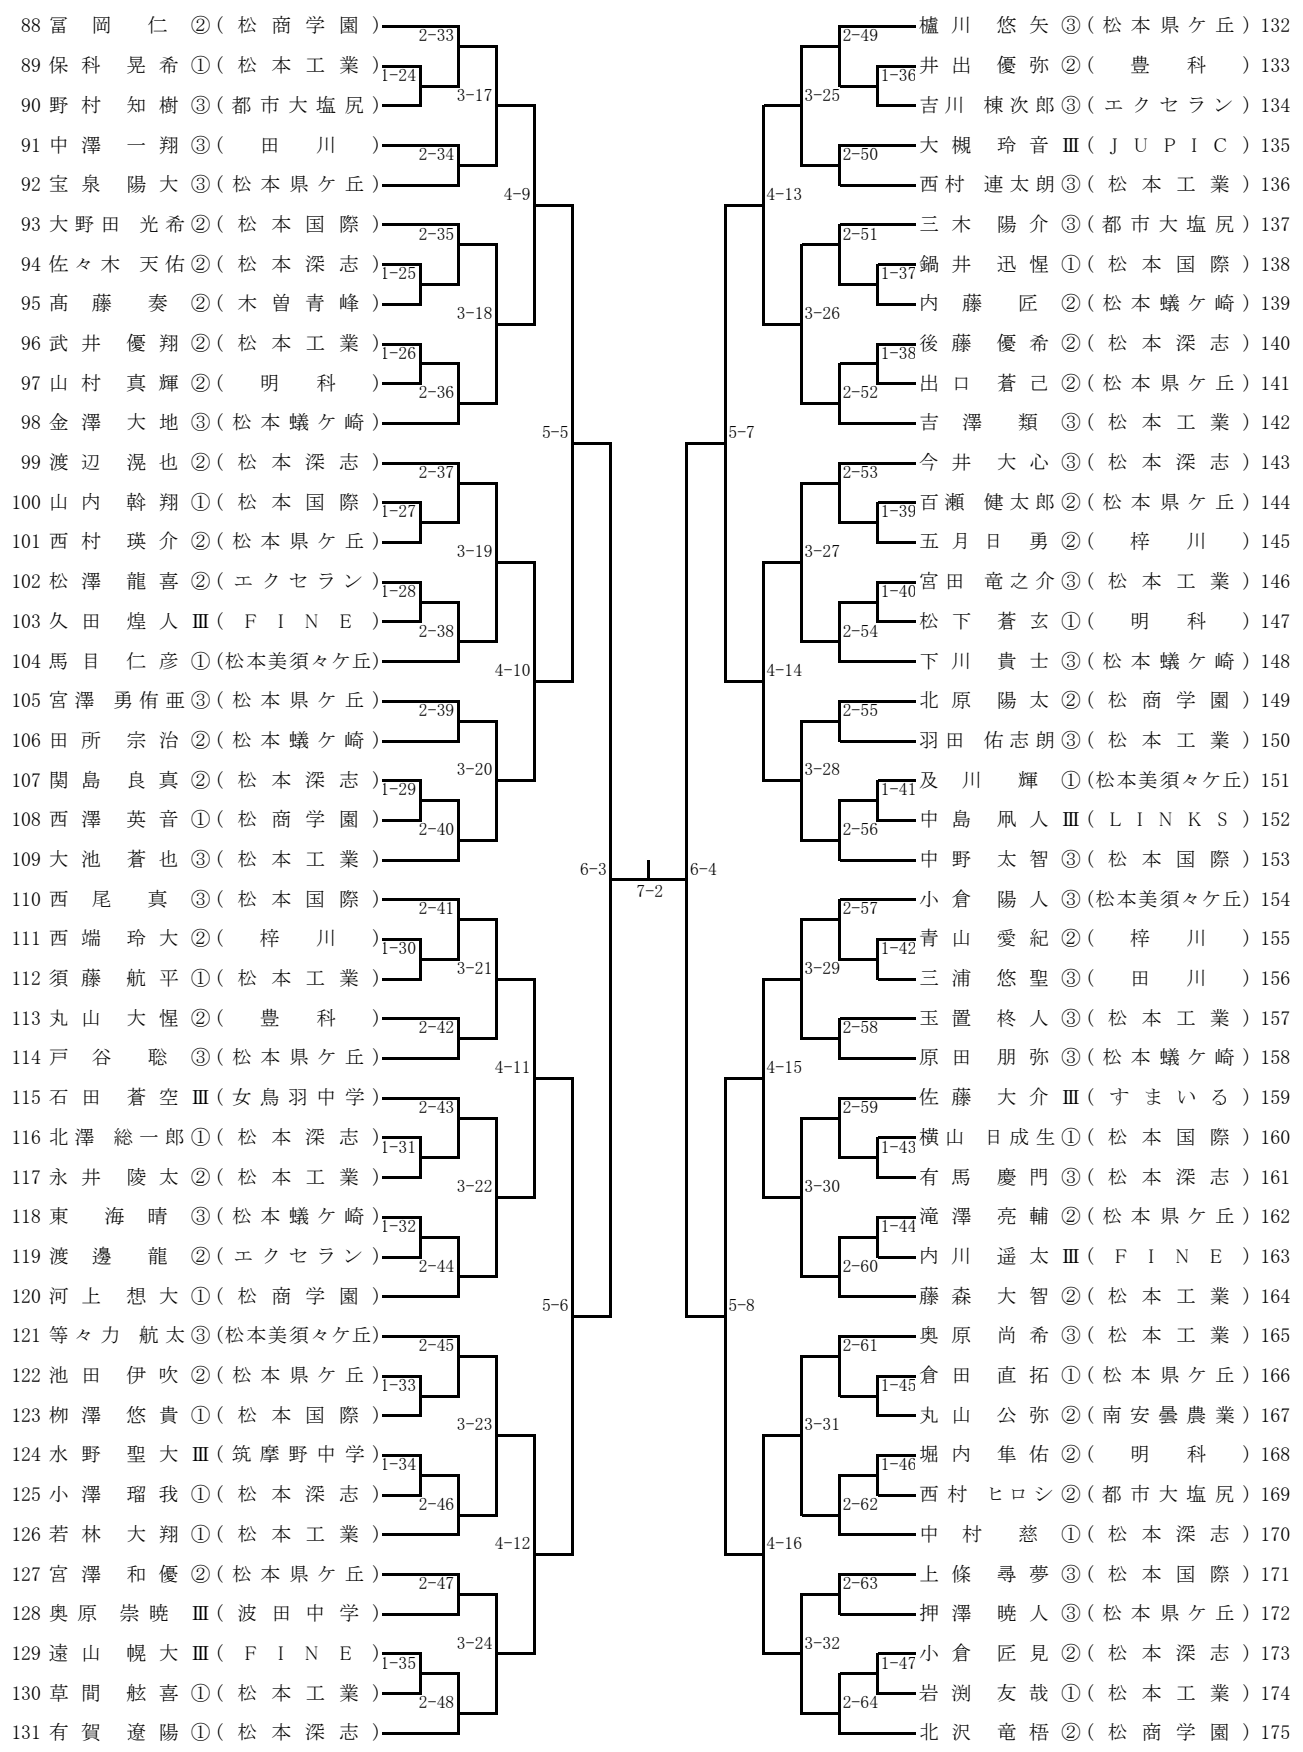 88 冨岡 仁 ② (松商学園)
89 保科 晃希 ① (松本工業)
90 野村 知樹 ③ (都市大塩尻)
91 中澤 一翔 ③ (田川)
92 宝泉 陽大 ③ (松本県ケ丘)
93 大野田 光希 ② (松本国際)
94 佐々木 天佑 ② (松本深志)
95 髙藤 奏 ② (木曽青峰)
96 武井 優翔 ② (松本工業)
97 山村 真輝 ② (明科)
98 金澤 大地 ③ (松本蟻ケ崎)
99 渡辺 滉也 ② (松本深志)
100 山内 斡翔 ① (松本国際)
101 西村 瑛介 ② (松本県ケ丘)
102 松澤 龍喜 ② (エクセラン)
103 久田 煌人 Ⅲ (FINE)
104 馬目 仁彦 ① (松本美須々ケ丘)
105 宮澤 勇侑亜 ③ (松本県ケ丘)
106 田所 宗治 ② (松本蟻ケ崎)
107 関島 良真 ② (松本深志)
108 西澤 英音 ① (松商学園)
109 大池 蒼也 ③ (松本工業)
110 西尾 真 ③ (松本国際)
111 西端 玲大 ② (梓川)
112 須藤 航平 ① (松本工業)
113 丸山 大惺 ② (豊科)
114 戸谷 聡 ③ (松本県ケ丘)
115 石田 蒼空 Ⅲ (女鳥羽中学)
116 北澤 総一郎 ① (松本深志)
117 永井 陵太 ② (松本工業)
118 東 海晴 ③ (松本蟻ケ崎)
119 渡邊 龍 ② (エクセラン)
120 河上 想大 ① (松商学園)
121 等々力 航太 ③ (松本美須々ケ丘)
122 池田 伊吹 ② (松本県ケ丘)
123 栁澤 悠貴 ① (松本国際)
124 水野 聖大 Ⅲ (筑摩野中学)
125 小澤 瑠我 ① (松本深志)
126 若林 大翔 ① (松本工業)
127 宮澤 和優 ② (松本県ケ丘)
128 奥原 崇暁 Ⅲ (波田中学)
129 遠山 幌大 Ⅲ (FINE)
130 草間 舷喜 ① (松本工業)
131 有賀 遼陽 ① (松本深志)
1-24
1-25
1-26
1-27
1-28
1-29
1-30
1-31
1-32
1-33
1-34
1-35
2-33
2-34
2-35
2-36
2-37
2-38
2-39
2-40
2-41
2-42
2-43
2-44
2-45
2-46
2-47
2-48
3-17
3-18
3-19
3-20
3-21
3-22
3-23
3-24
4-9
4-10
4-11
4-12
5-5
5-6
6-3
7-2
6-4
5-7
5-8
4-13
4-14
4-15
4-16
3-25
3-26
3-27
3-28
3-29
3-30
3-31
3-32
2-49
2-50
2-51
2-52
2-53
2-54
2-55
2-56
2-57
2-58
2-59
2-60
2-61
2-62
2-63
2-64
1-36
1-37
1-38
1-39
1-40
1-41
1-42
1-43
1-44
1-45
1-46
1-47
櫨川 悠矢 ③ (松本県ケ丘) 132
井出 優弥 ② (豊科) 133
吉川 棟次郎 ③ (エクセラン) 134
大槻 玲音 Ⅲ (JUPIC) 135
西村 連太朗 ③ (松本工業) 136
三木 陽介 ③ (都市大塩尻) 137
鍋井 迅惺 ① (松本国際) 138
内藤 匠 ② (松本蟻ケ崎) 139
後藤 優希 ② (松本深志) 140
出口 蒼己 ② (松本県ケ丘) 141
吉澤 類 ③ (松本工業) 142
今井 大心 ③ (松本深志) 143
百瀬 健太郎 ② (松本県ケ丘) 144
五月日 勇 ② (梓川) 145
宮田 竜之介 ③ (松本工業) 146
松下 蒼玄 ① (明科) 147
下川 貴士 ③ (松本蟻ケ崎) 148
北原 陽太 ② (松商学園) 149
羽田 佑志朗 ③ (松本工業) 150
及川 輝 ① (松本美須々ケ丘) 151
中島 凧人 Ⅲ (LINKS) 152
中野 太智 ③ (松本国際) 153
小倉 陽人 ③ (松本美須々ケ丘) 154
青山 愛紀 ② (梓川) 155
三浦 悠聖 ③ (田川) 156
玉置 柊人 ③ (松本工業) 157
原田 朋弥 ③ (松本蟻ケ崎) 158
佐藤 大介 Ⅲ (すまいる) 159
横山 日成生 ① (松本国際) 160
有馬 慶門 ③ (松本深志) 161
滝澤 亮輔 ② (松本県ケ丘) 162
内川 遥太 Ⅲ (FINE) 163
藤森 大智 ② (松本工業) 164
奥原 尚希 ③ (松本工業) 165
倉田 直拓 ① (松本県ケ丘) 166
丸山 公弥 ② (南安曇農業) 167
堀内 隼佑 ② (明科) 168
西村 ヒロシ ② (都市大塩尻) 169
中村 慈 ① (松本深志) 170
上條 尋夢 ③ (松本国際) 171
押澤 暁人 ③ (松本県ケ丘) 172
小倉 匠見 ② (松本深志) 173
岩渕 友哉 ① (松本工業) 174
北沢 竜梧 ② (松商学園) 175